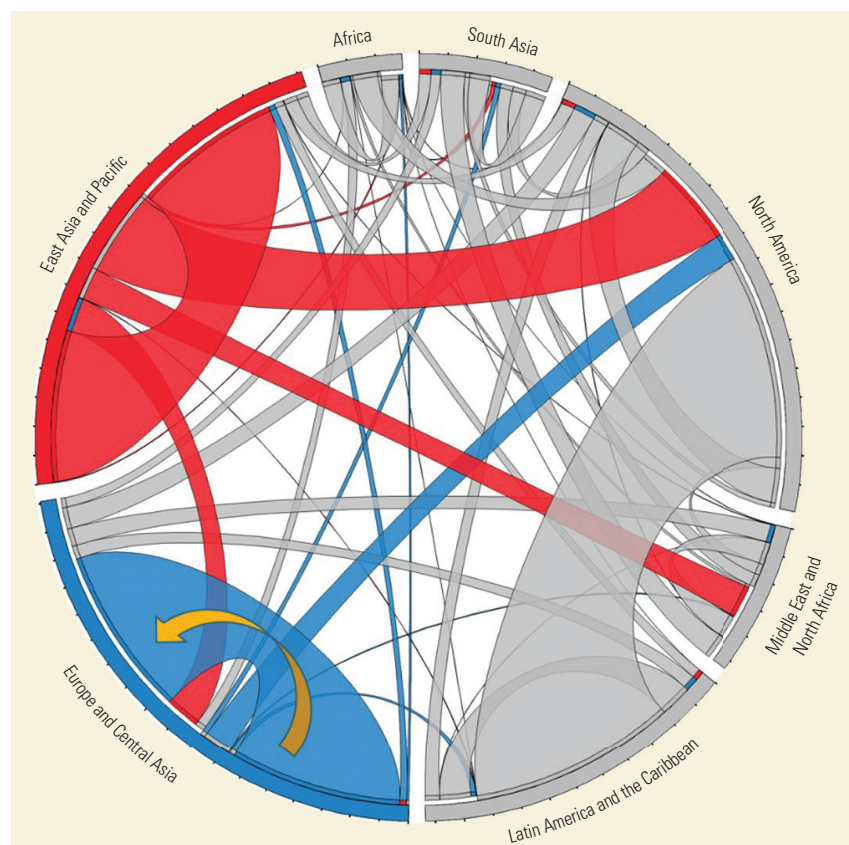 Africa
South Asia
East Asia and Pacific
North America
Middle East and
North Africa
Europe and Central Asia
Latin America and the Caribbean